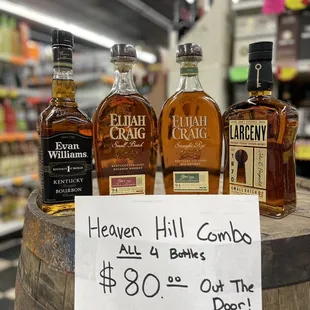 Evan
Williams
KENTUCKY
BOURBON
ELIJAH
CRAIG
Small Batch
ELIJAH
CRAIG
Straight Rye
LARCENY
Heaven Hill Combo
ALL 4 Bottles
$80.00 Out The
Door!